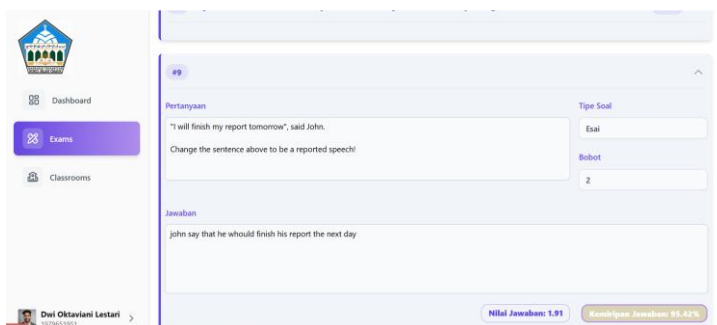 #9
Dashboard
Pertanyaan
Tipe Soal
"I will finish my report tomorrow", said John.
Esai
Exams
Change the sentence above to be a reported speech!
Bobot
Classrooms
2
Jawaban
john say that he whould finish his report the next day
Dwi Oktaviani Lestari
Nilai Jawaban: 1.91
Kemiripan Jawaban: 95.42%